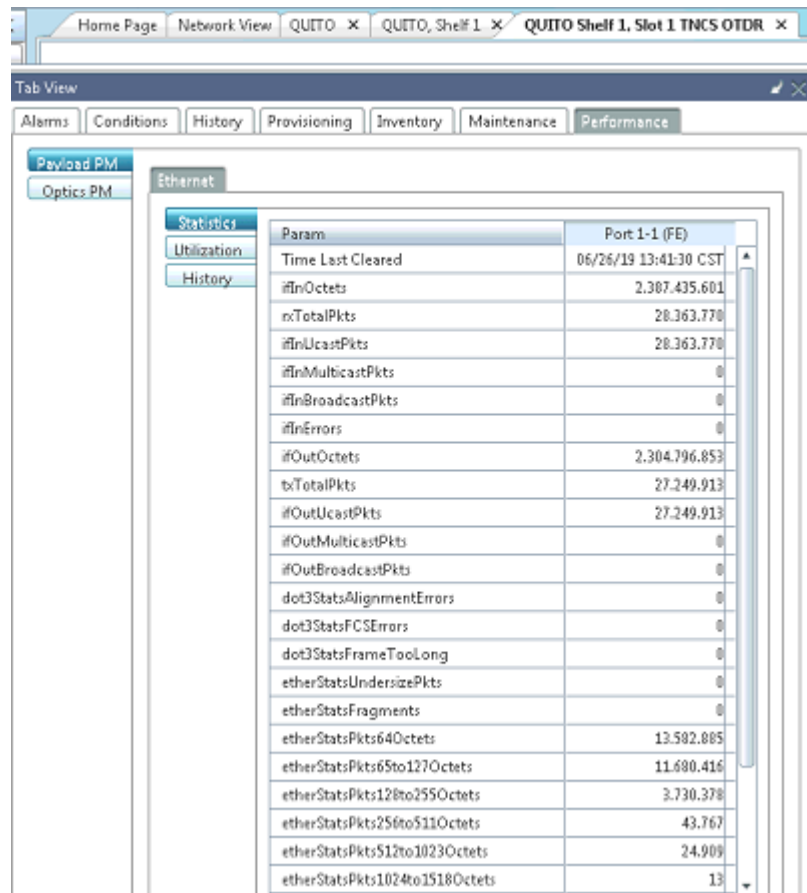 Home Page Network View QUITO × QUITO, Shelf 1 × QUITO Shelf 1, Slot 1 TNCS OTDR ×
Tab View
Alarms Conditions History Provisioning Inventory Maintenance Performance
Payload PM
Optics PM
Ethernet
Statistics
Utilization
History
Param Port 1-1 (FE)
Time Last Cleared 06/26/19 13:41:30 CST
ifInOctets 2.387.435.601
rxTotalPkts 28.363.770
ifInUcastPkts 28.363.770
ifInMulticastPkts 0
ifInBroadcastPkts 0
ifInErrors 0
ifOutOctets 2.304.796.853
txTotalPkts 27.249.913
ifOutUcastPkts 27.249.913
ifOutMulticastPkts 0
ifOutBroadcastPkts 0
dot3StatsAlignmentErrors 0
dot3StatsFCSErrors 0
dot3StatsFrameTooLong 0
etherStatsUndersizePkts 0
etherStatsFragments 0
etherStatsPkts64Octets 13.582.885
etherStatsPkts65to127Octets 11.680.416
etherStatsPkts128to255Octets 3.730.378
etherStatsPkts256to511Octets 43.767
etherStatsPkts512to1023Octets 24.909
etherStatsPkts1024to1518Octets 13